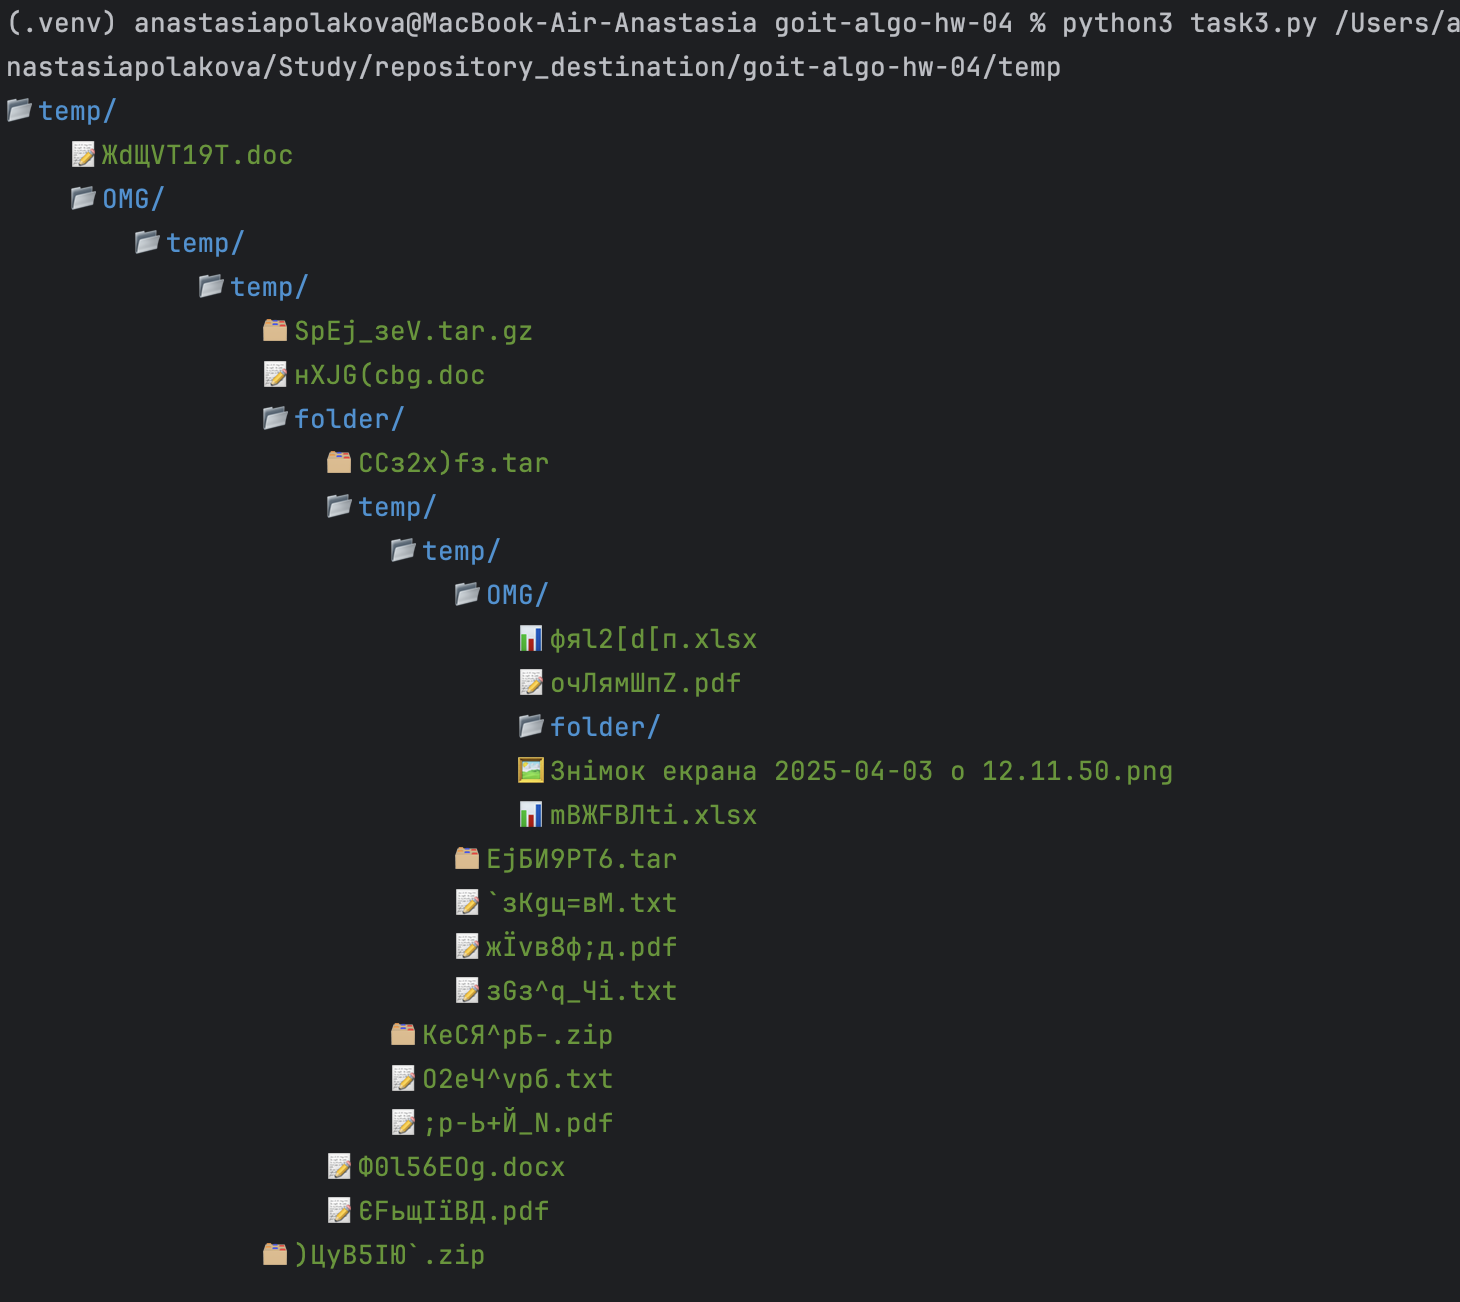 (.venv) anastasiapolakova@MacBook-Air-Anastasia goit-algo-hw-04 % python3 task3.py /Users/a
nastasiapolakova/Study/repository_destination/goit-algo-hw-04/temp
temp/
ЖdЩVT19T.doc
OMG/
temp/
temp/
SpEj_зeV.tar.gz
нXJG(cbg.doc
folder/
CCз2x)fз.tar
temp/
temp/
OMG/
фяl2[d[п.xlsx
очЛямШпZ.pdf
folder/
Знімок екрана 2025-04-03 о 12.11.50.png
mBЖFBЛti.xlsx
EjБИ9PT6.tar
`зKgц=вM.txt
жЇvв8ф;д.pdf
зGз^q_Чi.txt
KeCЯ^pБ-.zip
O2eЧ^vpб.txt
;p-Ь+Й_N.pdf
Ф0l56EOg.docx
ЄFьщIїBД.pdf
)ЦyB5IЮ`.zip